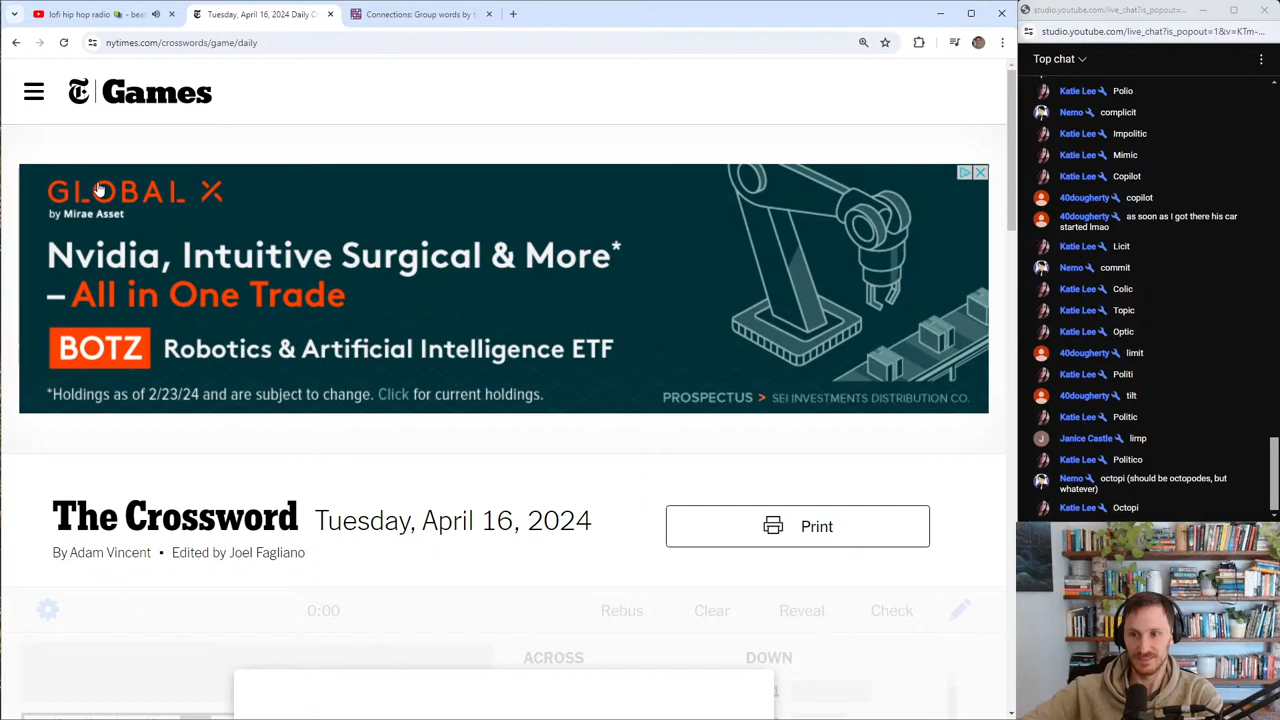 lofi hip hop radio 📚 - bea
Tuesday, April 16, 2024 Daily C
Connections: Group words by
nytimes.com/crosswords/game/daily
Games
GLOBAL X
by Mirae Asset
Nvidia, Intuitive Surgical & More*
– All in One Trade
BOTZ Robotics & Artificial Intelligence ETF
*Holdings as of 2/23/24 and are subject to change. Click for current holdings.
PROSPECTUS > SEI INVESTMENTS DISTRIBUTION CO.
The Crossword Tuesday, April 16, 2024
Print
By Adam Vincent • Edited by Joel Fagliano
0:00 Rebus Clear Reveal Check
ACROSS DOWN
studio.youtube.com/live_chat?is_popout=...
studio.youtube.com/live_chat?is_popout=1&v=KTm-...
Top chat
Katie Lee Polio
Nemo complicit
Katie Lee Impolitic
Katie Lee Mimic
Katie Lee Copilot
40dougherty copilot
40dougherty as soon as I got there his car
started lmao
Katie Lee Licit
Nemo commit
Katie Lee Colic
Katie Lee Topic
Katie Lee Optic
40dougherty limit
Katie Lee Politi
40dougherty tilt
Katie Lee Politic
J Janice Castle limp
Katie Lee Politico
Nemo octopi (should be octopodes, but
whatever)
Katie Lee Octopi